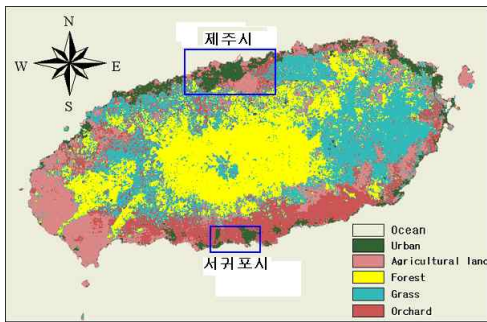 제주시
N
W E
S
서귀포시
Ocean
Urban
Agricultural land
Forest
Grass
Orchard